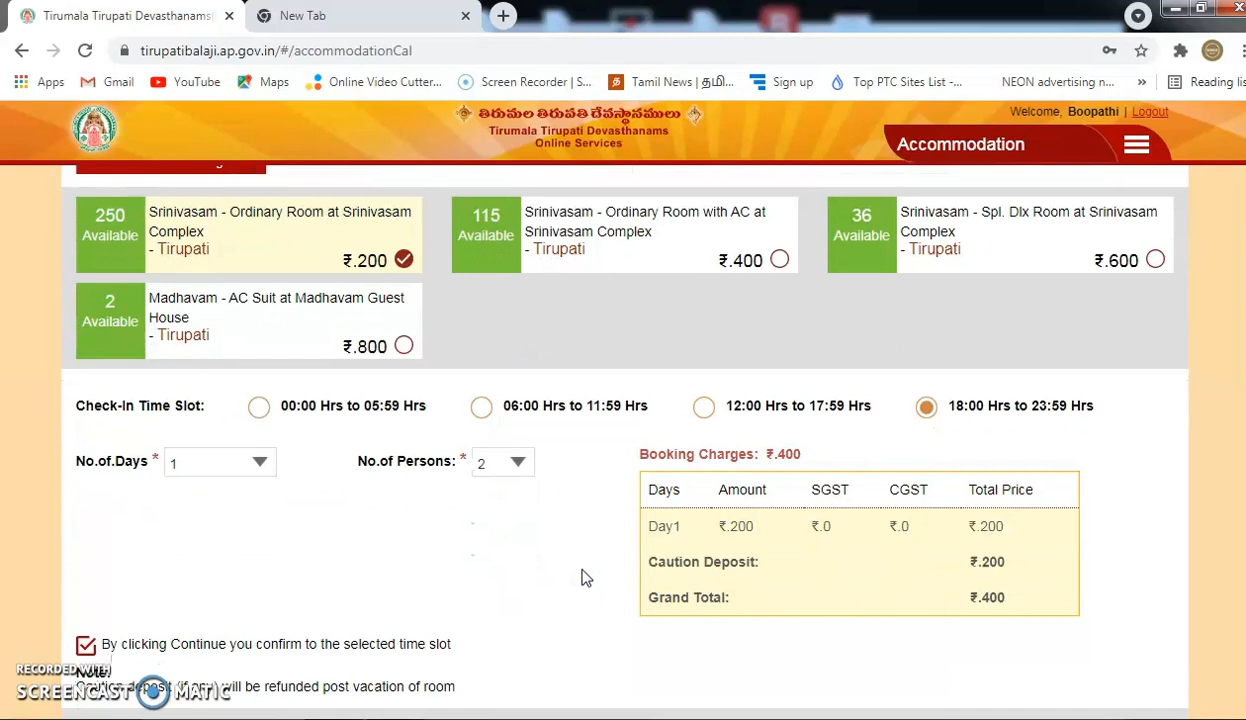 Tirumala Tirupati Devasthanams
New Tab
tirupatibalaji.ap.gov.in/#/accommodationCal
Apps
Gmail
YouTube
Maps
Online Video Cutter...
Screen Recorder | S...
Tamil News | தமி...
Sign up
Top PTC Sites List -...
NEON advertising n...
»
Reading list
తిరుమల తిరుపతి దేవస్థానములు
Tirumala Tirupati Devasthanams
Online Services
Welcome, Boopathi | Logout
Accommodation
250
Available
Srinivasam - Ordinary Room at Srinivasam
Complex
- Tirupati
₹.200
115
Available
Srinivasam - Ordinary Room with AC at
Srinivasam Complex
- Tirupati
₹.400
36
Available
Srinivasam - Spl. Dlx Room at Srinivasam
Complex
- Tirupati
₹.600
2
Available
Madhavam - AC Suit at Madhavam Guest
House
- Tirupati
₹.800
Check-In Time Slot: 00:00 Hrs to 05:59 Hrs 06:00 Hrs to 11:59 Hrs 12:00 Hrs to 17:59 Hrs 18:00 Hrs to 23:59 Hrs
No.of.Days * 1 No.of Persons: * 2
Booking Charges: ₹.400
Days Amount SGST CGST Total Price
Day1 ₹.200 ₹.0 ₹.0 ₹.200
Caution Deposit: ₹.200
Grand Total: ₹.400
By clicking Continue you confirm to the selected time slot
Note:
Caution deposit (if any) will be refunded post vacation of room
RECORDED WITH
SCREENCAST MATIC